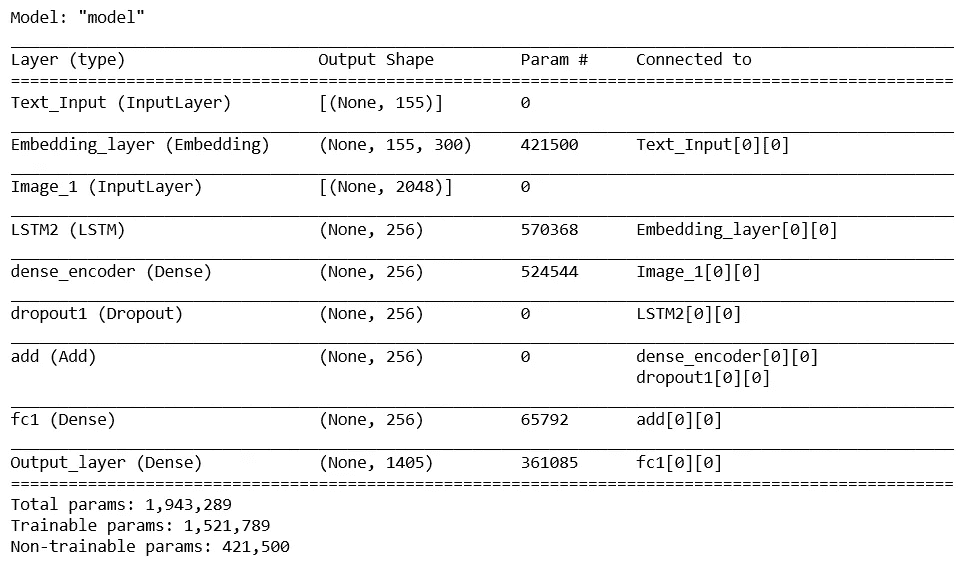 Model: "model"
Layer (type) Output Shape Param # Connected to
Text_Input (InputLayer) [(None, 155)] 0
Embedding_layer (Embedding) (None, 155, 300) 421500 Text_Input[0][0]
Image_1 (InputLayer) [(None, 2048)] 0
LSTM2 (LSTM) (None, 256) 570368 Embedding_layer[0][0]
dense_encoder (Dense) (None, 256) 524544 Image_1[0][0]
dropout1 (Dropout) (None, 256) 0 LSTM2[0][0]
add (Add) (None, 256) 0 dense_encoder[0][0]
dropout1[0][0]
fc1 (Dense) (None, 256) 65792 add[0][0]
Output_layer (Dense) (None, 1405) 361085 fc1[0][0]
Total params: 1,943,289
Trainable params: 1,521,789
Non-trainable params: 421,500